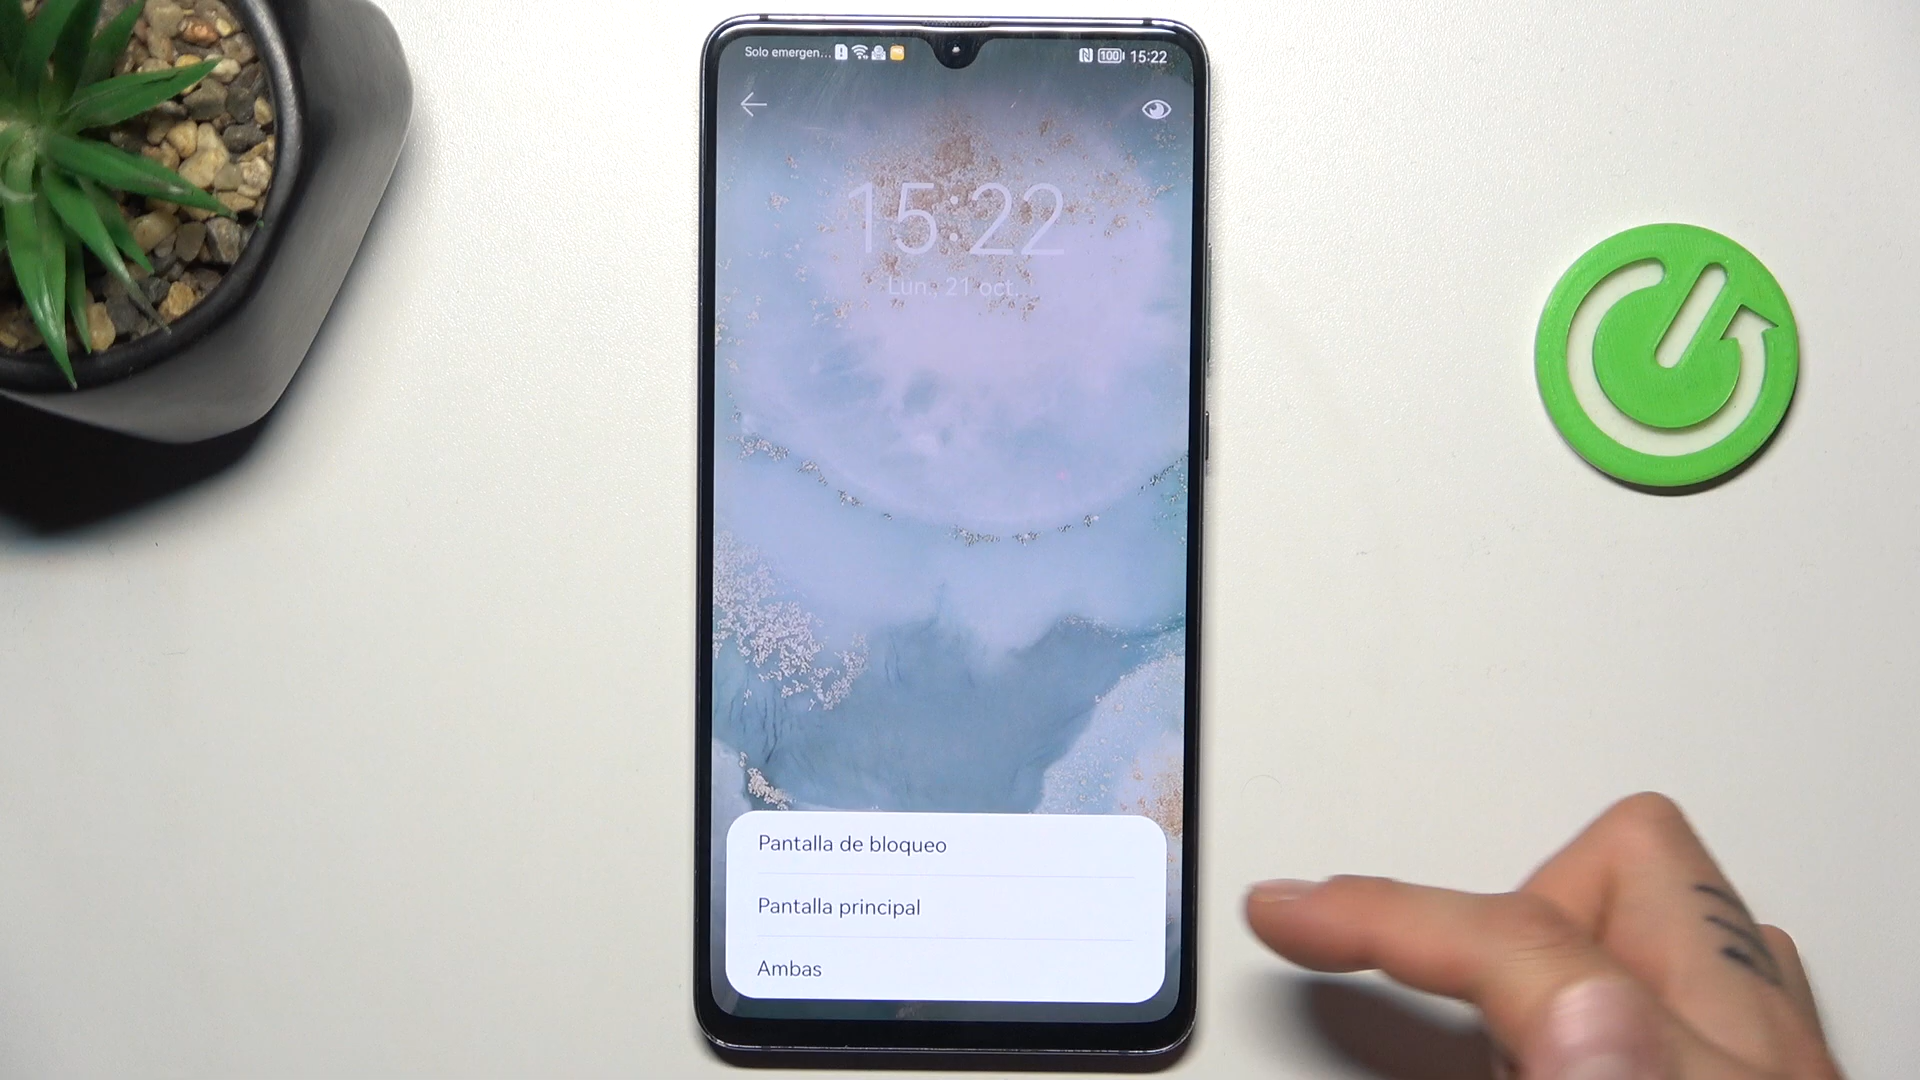 Solo emergen... 100 15:22
15:22
Lun., 21 oct.
Pantalla de bloqueo
Pantalla principal
Ambas